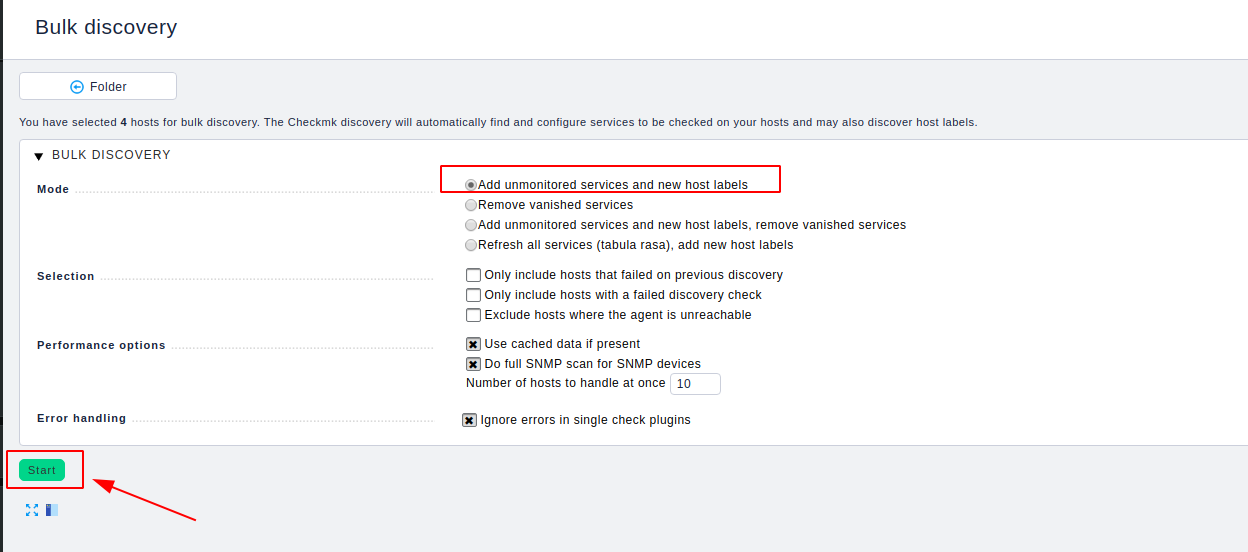 Bulk discovery
Folder
You have selected 4 hosts for bulk discovery. The Checkmk discovery will automatically find and configure services to be checked on your hosts and may also discover host labels.
BULK DISCOVERY
Mode
Add unmonitored services and new host labels
Remove vanished services
Add unmonitored services and new host labels, remove vanished services
Refresh all services (tabula rasa), add new host labels
Selection
Only include hosts that failed on previous discovery
Only include hosts with a failed discovery check
Exclude hosts where the agent is unreachable
Performance options
Use cached data if present
Do full SNMP scan for SNMP devices
Number of hosts to handle at once 10
Error handling
Ignore errors in single check plugins
Start